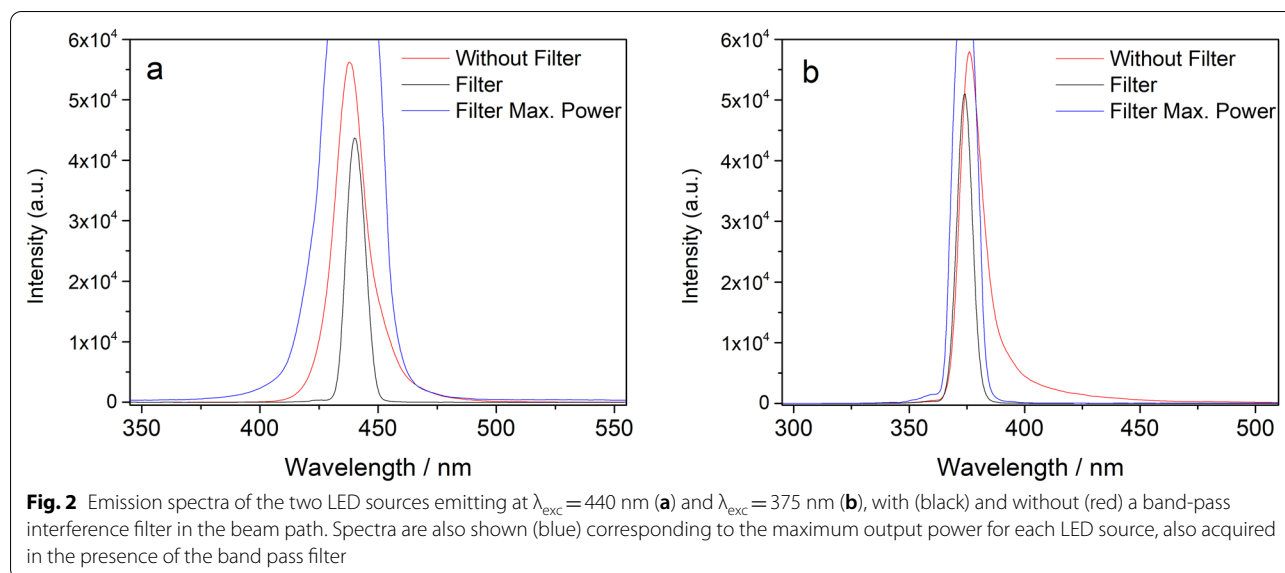 a
Without Filter
Filter
Filter Max. Power
6x10⁴
5x10⁴
4x10⁴
3x10⁴
2x10⁴
1x10⁴
0
Intensity (a.u.)
350 400 450 500 550
Wavelength / nm
b
Without Filter
Filter
Filter Max. Power
6x10⁴
5x10⁴
4x10⁴
3x10⁴
2x10⁴
1x10⁴
0
Intensity (a.u.)
300 350 400 450 500
Wavelength / nm
Fig. 2 Emission spectra of the two LED sources emitting at λexc = 440 nm (a) and λexc = 375 nm (b), with (black) and without (red) a band-pass
interference filter in the beam path. Spectra are also shown (blue) corresponding to the maximum output power for each LED source, also acquired
in the presence of the band pass filter